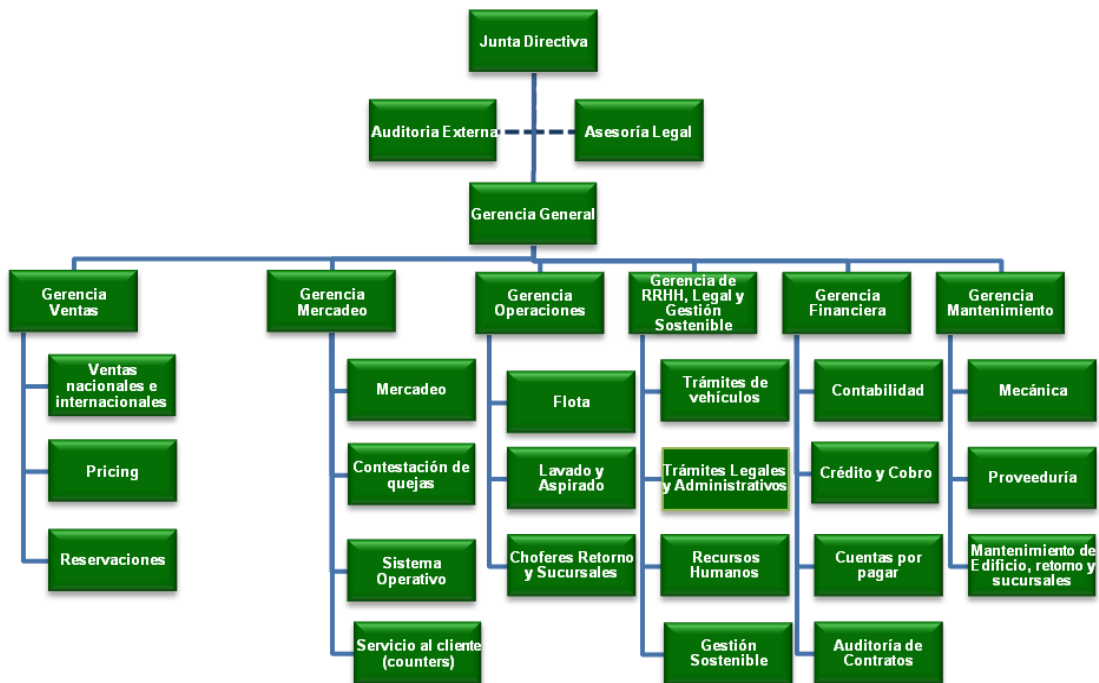 Junta Directiva
Auditoria Externa
Asesoría Legal
Gerencia General
Gerencia
Ventas
Gerencia
Mercadeo
Gerencia
Operaciones
Gerencia de
RRHH, Legal y
Gestión
Sostenible
Gerencia
Financiera
Gerencia
Mantenimiento
Ventas
nacionales e
internacionales
Pricing
Reservaciones
Mercadeo
Contestación de
quejas
Sistema
Operativo
Servicio al cliente
(counters)
Flota
Lavado y
Aspirado
Choferes Retorno
y Sucursales
Trámites de
vehículos
Trámites Legales
y Administrativos
Recursos
Humanos
Gestión
Sostenible
Contabilidad
Crédito y Cobro
Cuentas por
pagar
Auditoría de
Contratos
Mecánica
Proveeduría
Mantenimiento de
Edificio, retorno y
sucursales